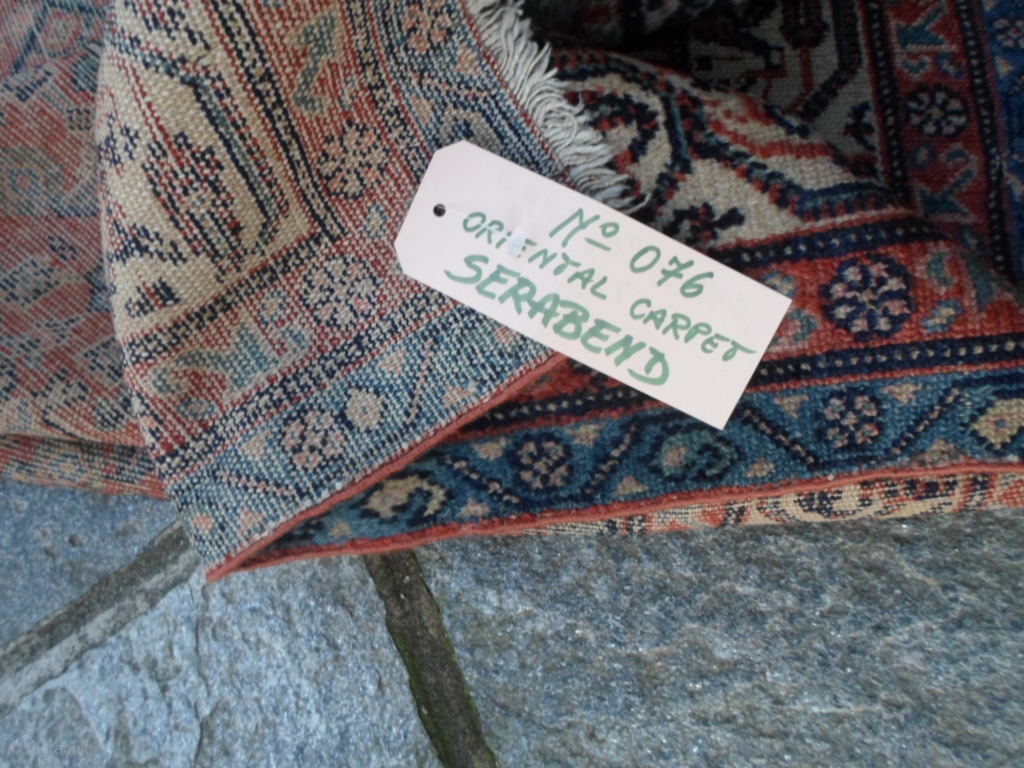 Nº 076
ORIENTAL CARPET
SERABEND